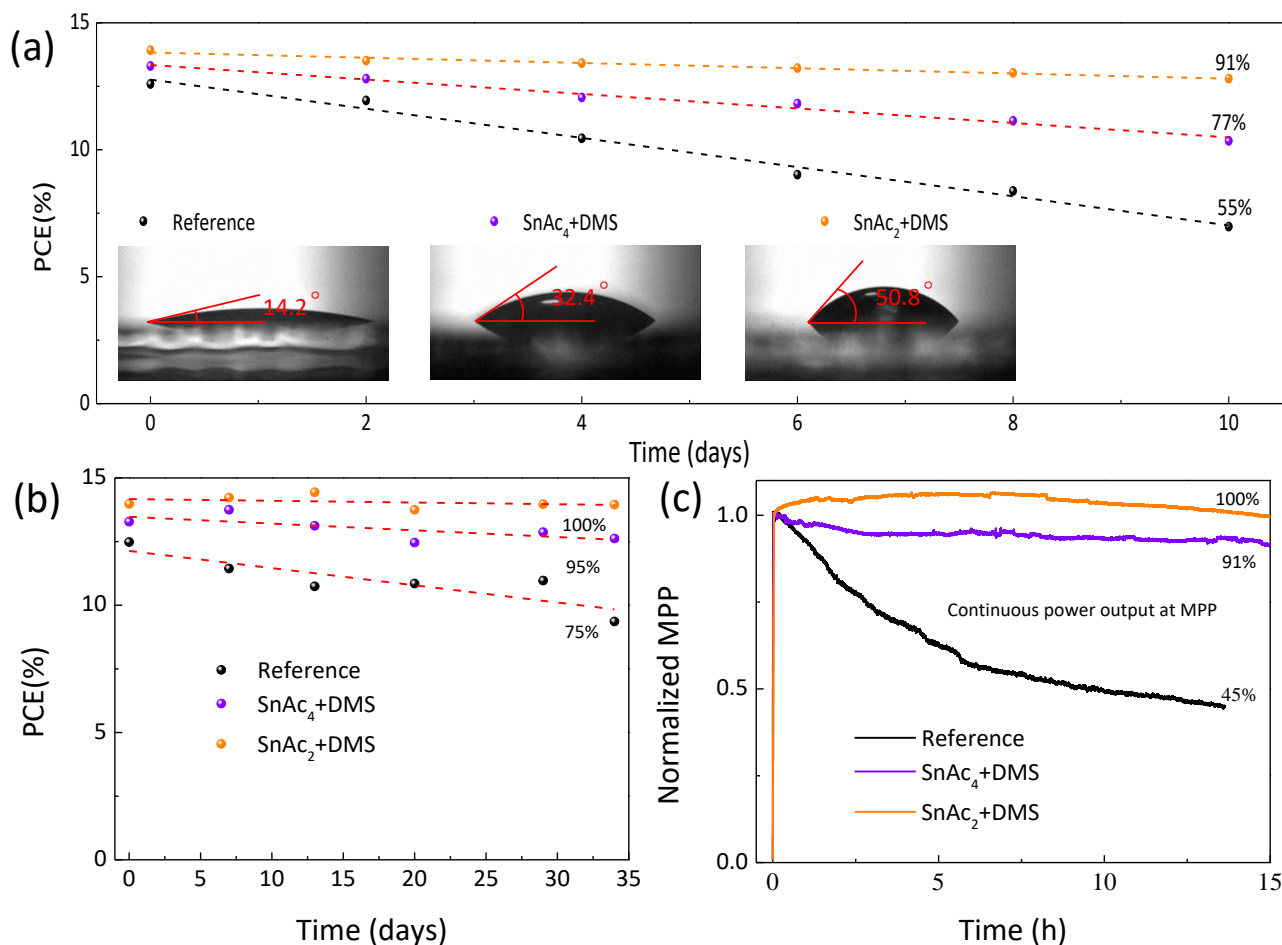 (a)
PCE(%)
15
10
5
0
91%
77%
55%
Reference
SnAc₄+DMS
SnAc₂+DMS
14.2°
32.4°
50.8°
0 2 4 6 8 10
Time (days)
(b)
PCE(%)
15
10
5
0
100%
95%
75%
Reference
SnAc₄+DMS
SnAc₂+DMS
0 5 10 15 20 25 30 35
Time (days)
(c)
Normalized MPP
1.0
0.5
0.0
100%
91%
Continuous power output at MPP
45%
Reference
SnAc₄+DMS
SnAc₂+DMS
0 5 10 15
Time (h)